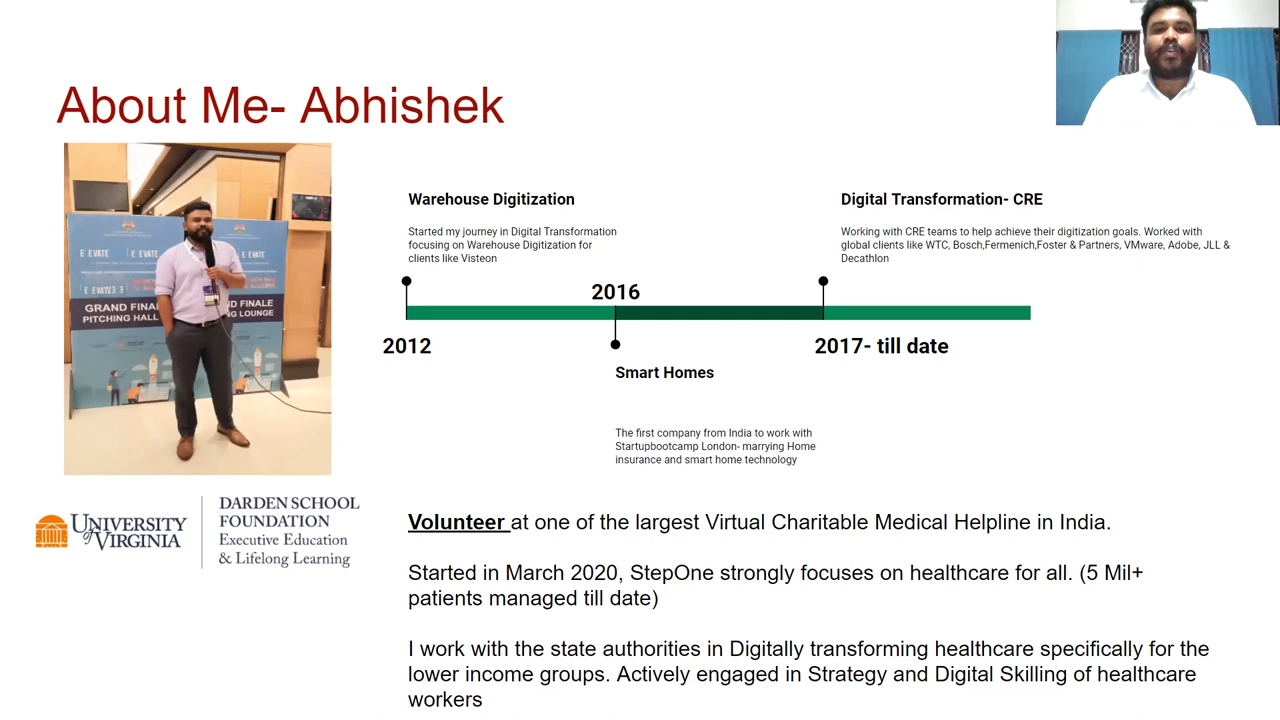 About Me- Abhishek
Warehouse Digitization
Started my journey in Digital Transformation
focusing on Warehouse Digitization for
clients like Visteon
Digital Transformation- CRE
Working with CRE teams to help achieve their digitization goals. Worked with
global clients like WTC, Bosch,Fermenich,Foster & Partners, VMware, Adobe, JLL &
Decathlon
2016
2012
2017- till date
Smart Homes
The first company from India to work with
Startupbootcamp London- marrying Home
insurance and smart home technology
GRAND FINALE
PITCHING HALL
ND FINALE
NG LOUNGE
UNIVERSITY
of VIRGINIA
DARDEN SCHOOL
FOUNDATION
Executive Education
& Lifelong Learning
Volunteer at one of the largest Virtual Charitable Medical Helpline in India.
Started in March 2020, StepOne strongly focuses on healthcare for all. (5 Mil+
patients managed till date)
I work with the state authorities in Digitally transforming healthcare specifically for the
lower income groups. Actively engaged in Strategy and Digital Skilling of healthcare
workers